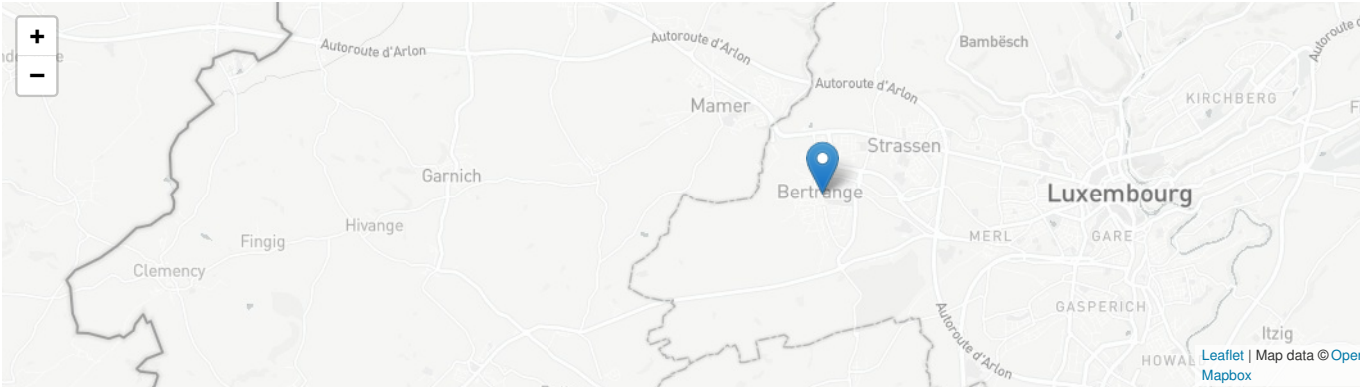 +
−
Autoroute d'Arlon
Autoroute d'Arlon
Bambësch
Autoroute d'Arlon
KIRCHBERG
Mamer
Strassen
Garnich
Bertrange
Luxembourg
Hivange
Fingig
MERL
GARE
Clemency
GASPERICH
Autoroute d'Arlon
Itzig
Leaflet | Map data ©
Mapbox